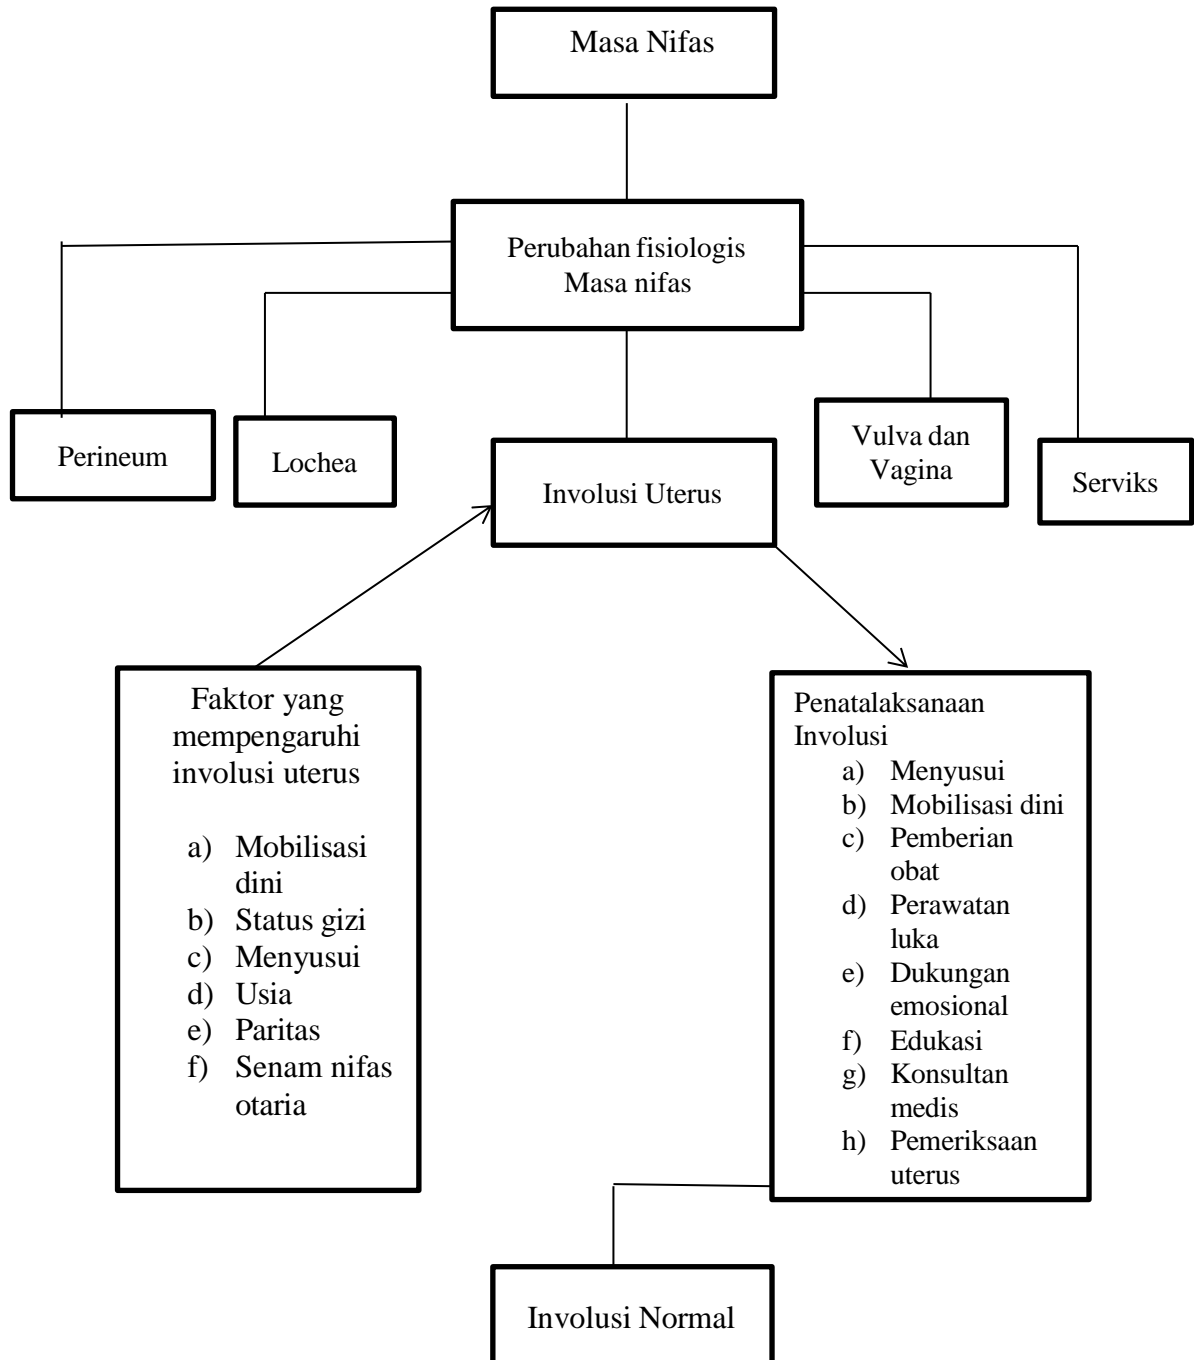 Masa Nifas
Perubahan fisiologis
Masa nifas
Perineum
Lochea
Involusi Uterus
Vulva dan
Vagina
Serviks
Faktor yang
mempengaruhi
involusi uterus
a) Mobilisasi
dini
b) Status gizi
c) Menyusui
d) Usia
e) Paritas
f) Senam nifas
otaria
Penatalaksanaan
Involusi
a) Menyusui
b) Mobilisasi dini
c) Pemberian
obat
d) Perawatan
luka
e) Dukungan
emosional
f) Edukasi
g) Konsultan
medis
h) Pemeriksaan
uterus
Involusi Normal